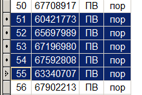 50 67708917 ПВ пор
51 60421773 ПВ пор
52 65697989 ПВ пор
53 67196980 ПВ пор
54 67592808 ПВ пор
55 63340707 ПВ пор
56 67902213 ПВ пор